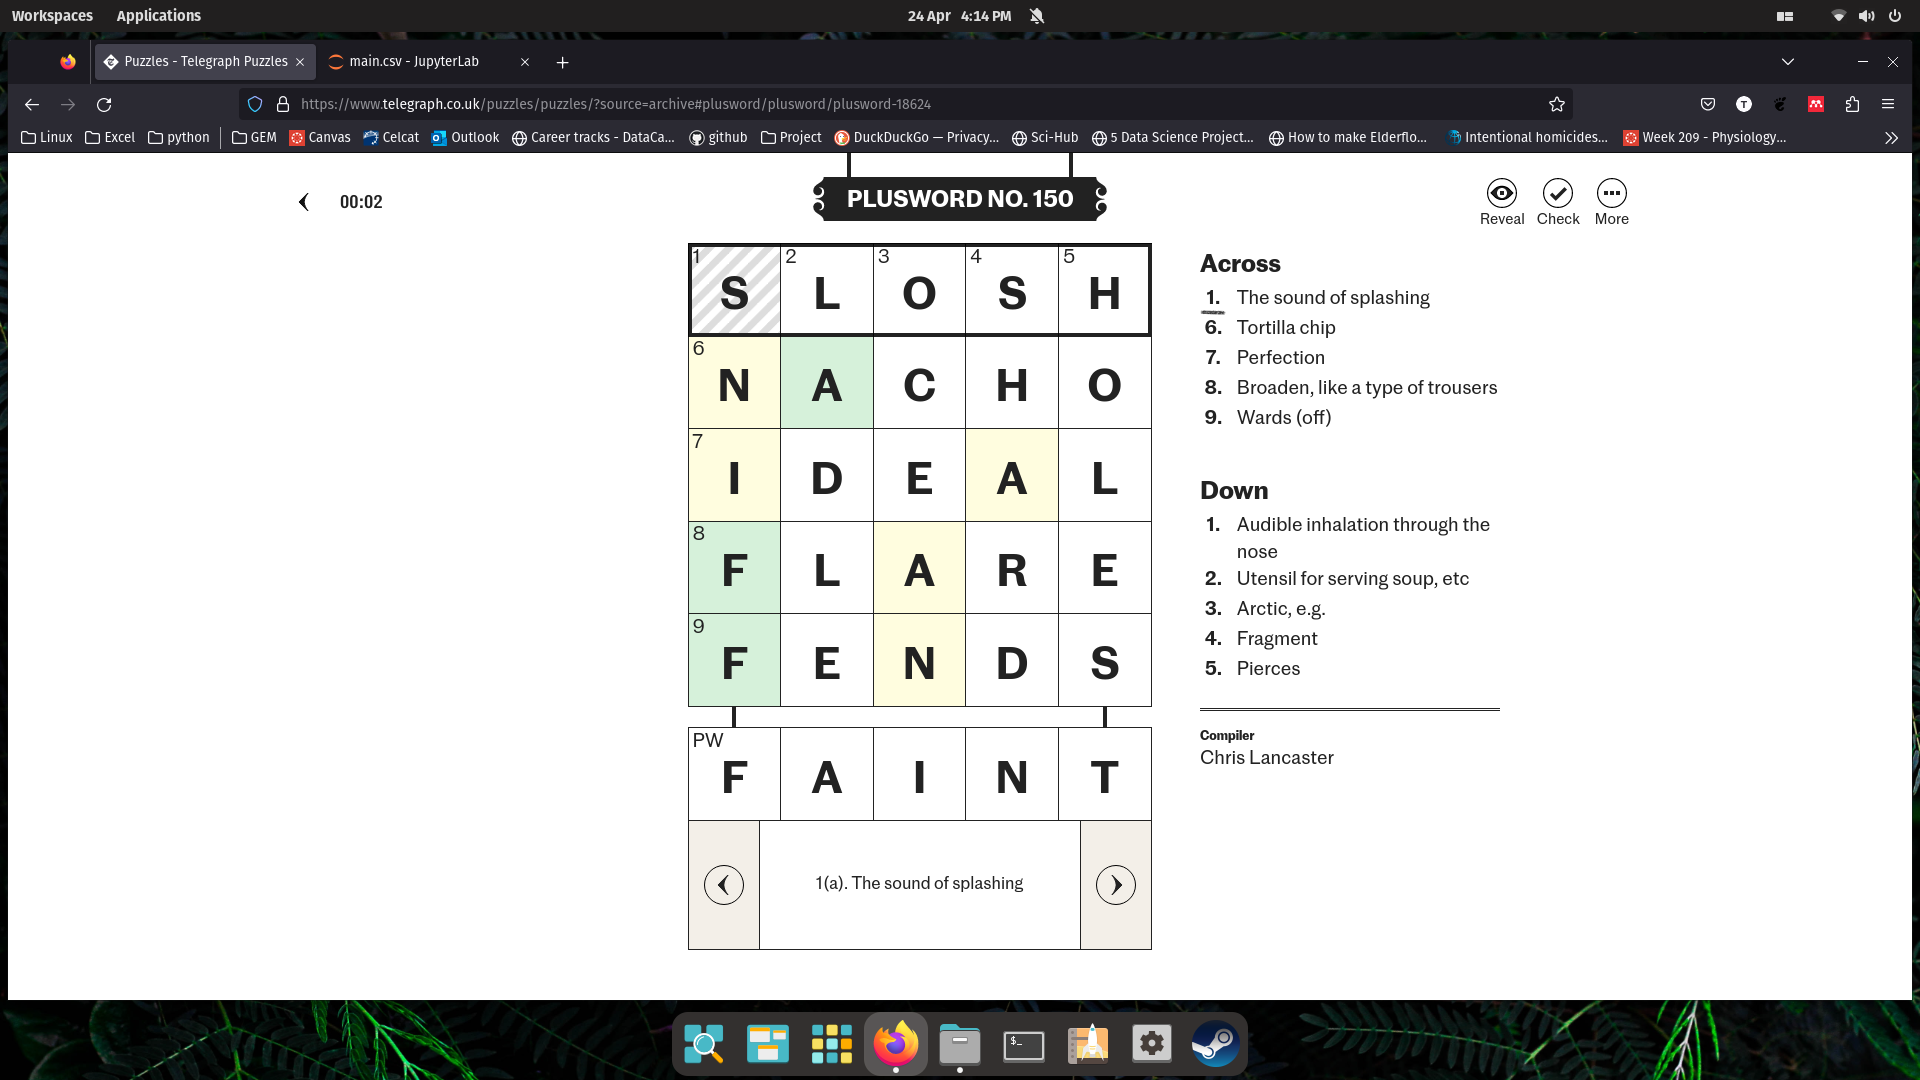 Workspaces Applications 24 Apr 4:14 PM
Puzzles - Telegraph Puzzles main.csv - JupyterLab
https://www.telegraph.co.uk/puzzles/puzzles/?source=archive#plusword/plusword/plusword-18624
Linux Excel python GEM Canvas Celcat Outlook Career tracks - DataCa... github Project DuckDuckGo — Privacy... Sci-Hub 5 Data Science Project... How to make Elderflo... Intentional homicides... Week 209 - Physiology...
00:02
PLUSWORD NO. 150
Reveal Check More
1 S 2 L 3 O 4 S 5 H
6 N A C H O
7 I D E A L
8 F L A R E
9 F E N D S
PW F A I N T
1(a). The sound of splashing
Across
1. The sound of splashing
6. Tortilla chip
7. Perfection
8. Broaden, like a type of trousers
9. Wards (off)
Down
1. Audible inhalation through the
nose
2. Utensil for serving soup, etc
3. Arctic, e.g.
4. Fragment
5. Pierces
Compiler
Chris Lancaster